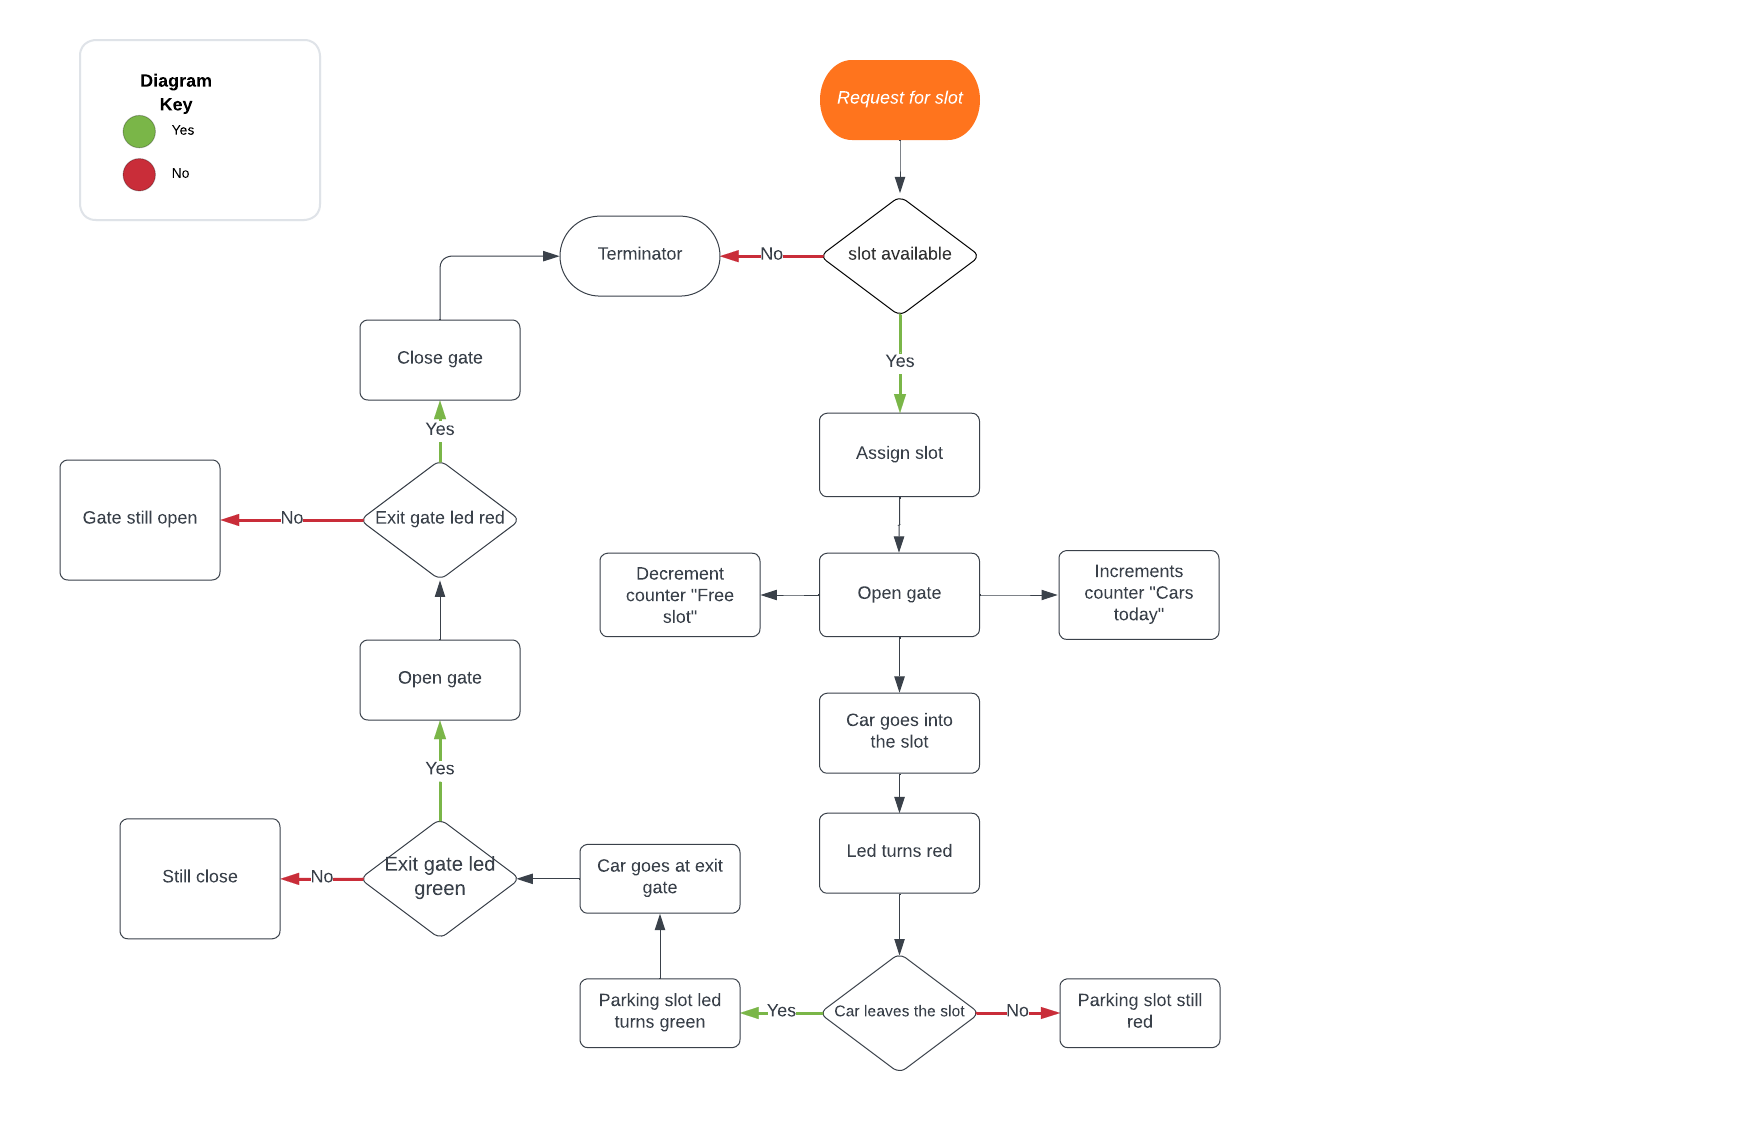 Diagram
Key
Yes
No
Request for slot
Terminator
No
slot available
Close gate
Yes
Yes
Assign slot
Gate still open
No
Exit gate led red
Decrement
counter "Free
slot"
Open gate
Increments
counter "Cars
today"
Open gate
Car goes into
the slot
Yes
Led turns red
Still close
No
Exit gate led
green
Car goes at exit
gate
Parking slot led
turns green
Yes
Car leaves the slot
No
Parking slot still
red